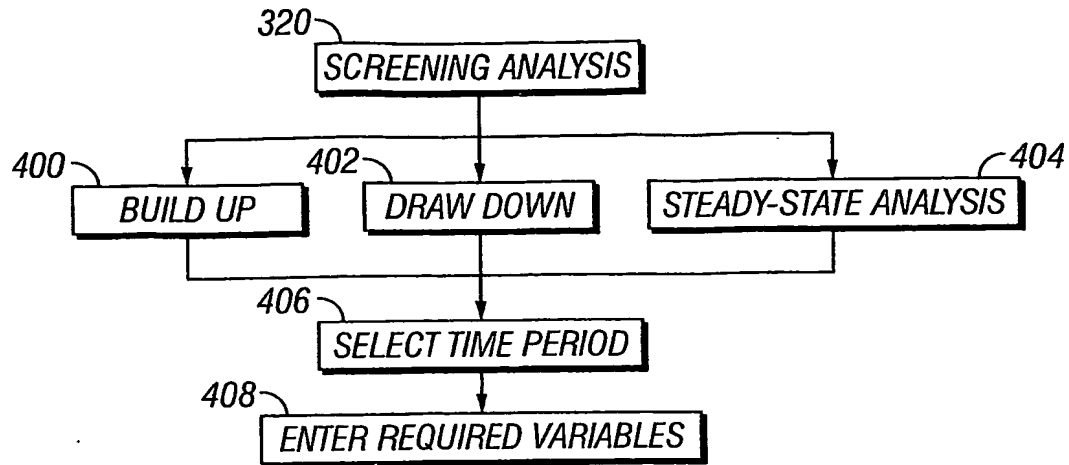 320
SCREENING ANALYSIS
400
BUILD UP
402
DRAW DOWN
404
STEADY-STATE ANALYSIS
406
SELECT TIME PERIOD
408
ENTER REQUIRED VARIABLES